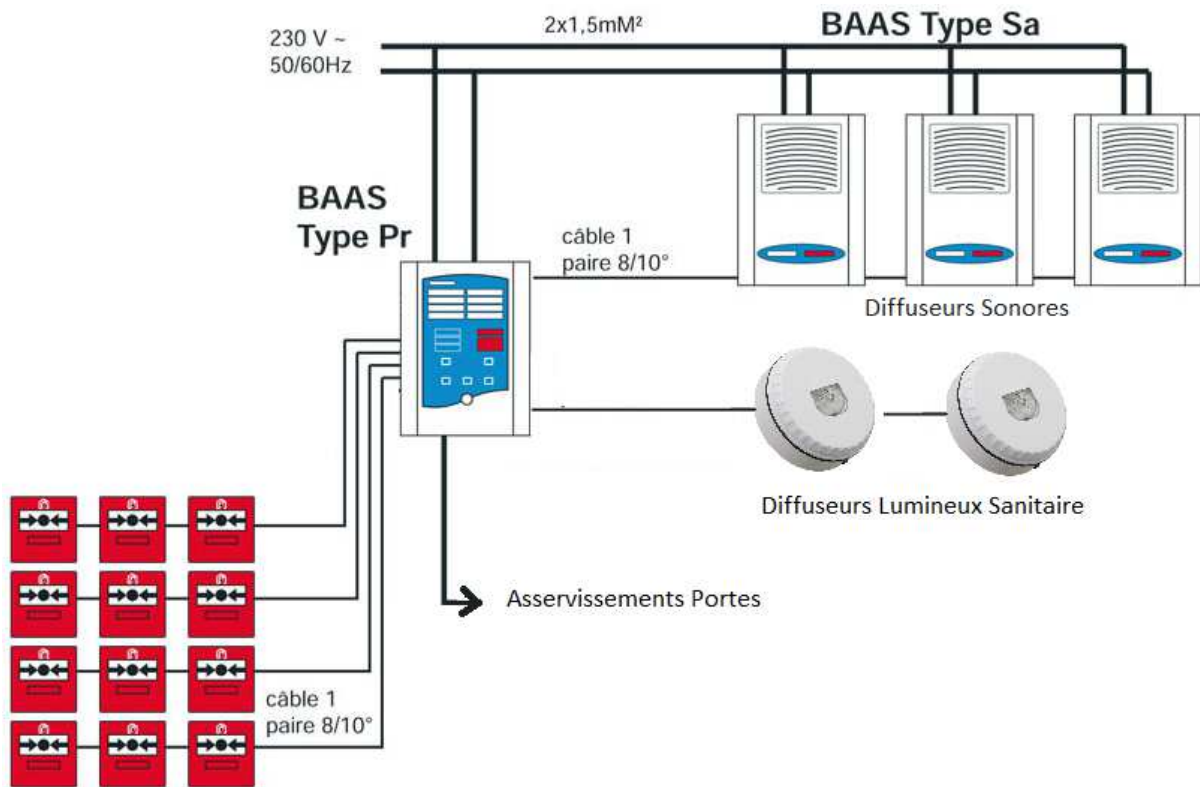 2x1,5mM²
BAAS Type Sa
230 V ~
50/60Hz
BAAS
Type Pr
câble 1
paire 8/10°
Diffuseurs Sonores
Diffuseurs Lumineux Sanitaire
Asservissements Portes
câble 1
paire 8/10°